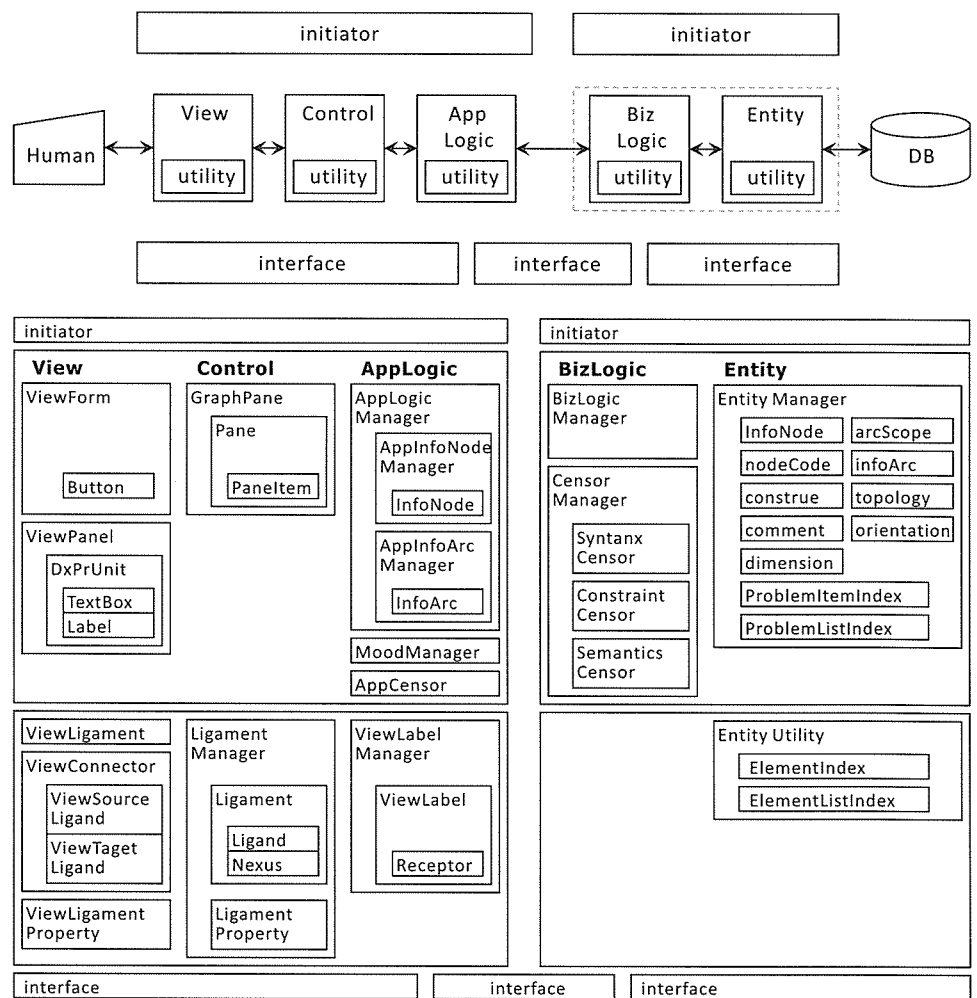 initiator
initiator
Human
View
utility
Control
utility
App
Logic
utility
Biz
Logic
utility
Entity
utility
DB
interface
interface
interface
initiator
View
Control
AppLogic
ViewForm
Button
ViewPanel
DxPrUnit
TextBox
Label
GraphPane
Pane
PaneItem
AppLogic
Manager
AppInfoNode
Manager
InfoNode
AppInfoArc
Manager
InfoArc
MoodManager
AppCensor
ViewLigament
ViewConnector
ViewSource
Ligand
ViewTaget
Ligand
ViewLigament
Property
Ligament
Manager
Ligament
Ligand
Nexus
Ligament
Property
ViewLabel
Manager
ViewLabel
Receptor
initiator
BizLogic
Entity
BizLogic
Manager
Censor
Manager
Syntanx
Censor
Constraint
Censor
Semantics
Censor
Entity Manager
InfoNode
arcScope
nodeCode
infoArc
construe
topology
comment
orientation
dimension
ProblemItemIndex
ProblemListIndex
Entity Utility
ElementIndex
ElementListIndex
interface
interface
interface